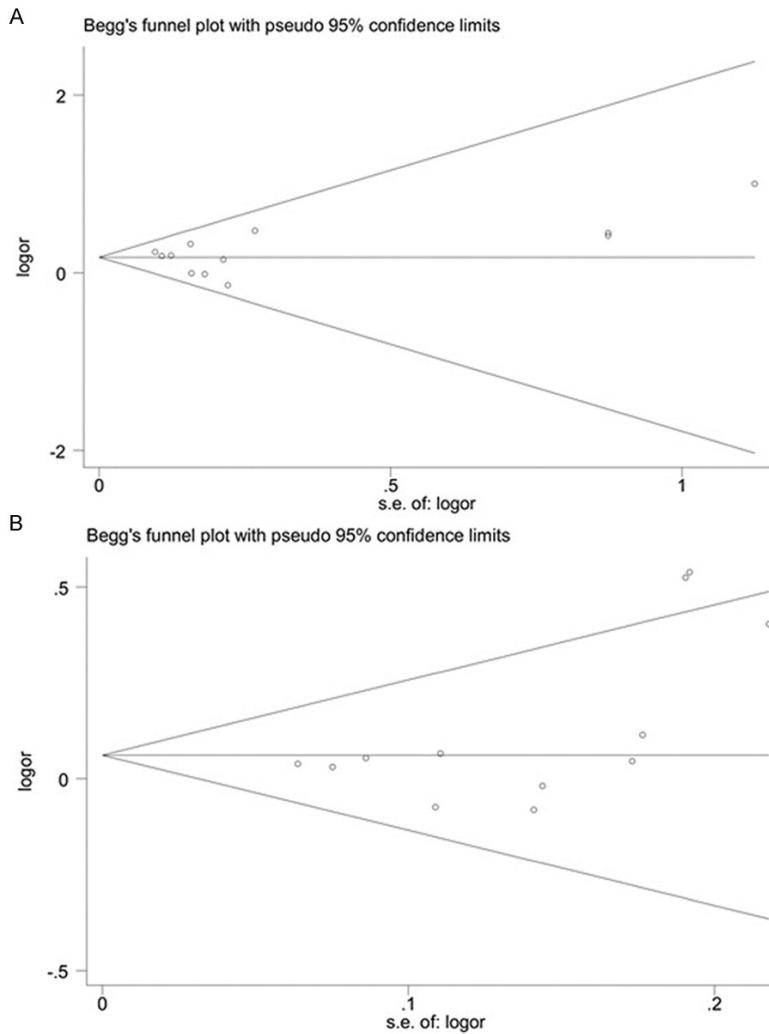 A
Begg's funnel plot with pseudo 95% confidence limits
2
0
-2
logor
0 .5 1
s.e. of: logor
B
Begg's funnel plot with pseudo 95% confidence limits
.5
0
-.5
logor
0 .1 .2
s.e. of: logor